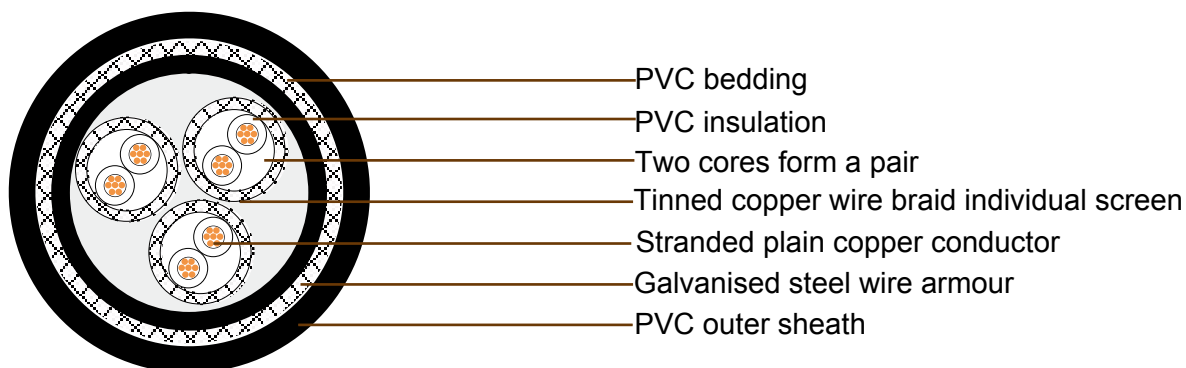 PVC bedding
PVC insulation
Two cores form a pair
Tinned copper wire braid individual screen
Stranded plain copper conductor
Galvanised steel wire armour
PVC outer sheath